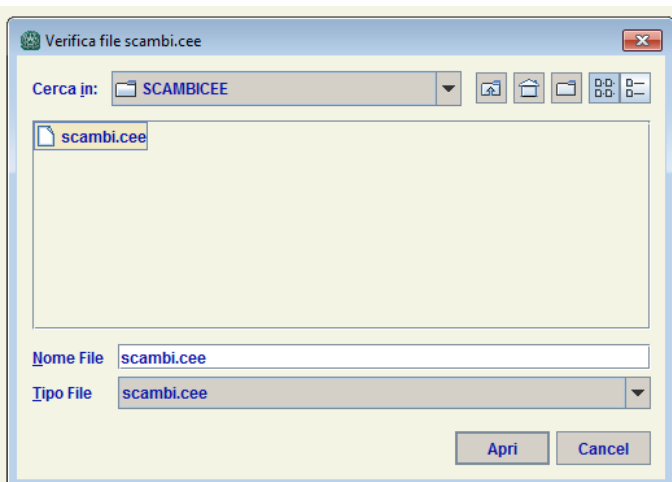 Verifica file scambi.cee
Cerca in: SCAMBICEE
scambi.cee
Nome File scambi.cee
Tipo File scambi.cee
Apri Cancel